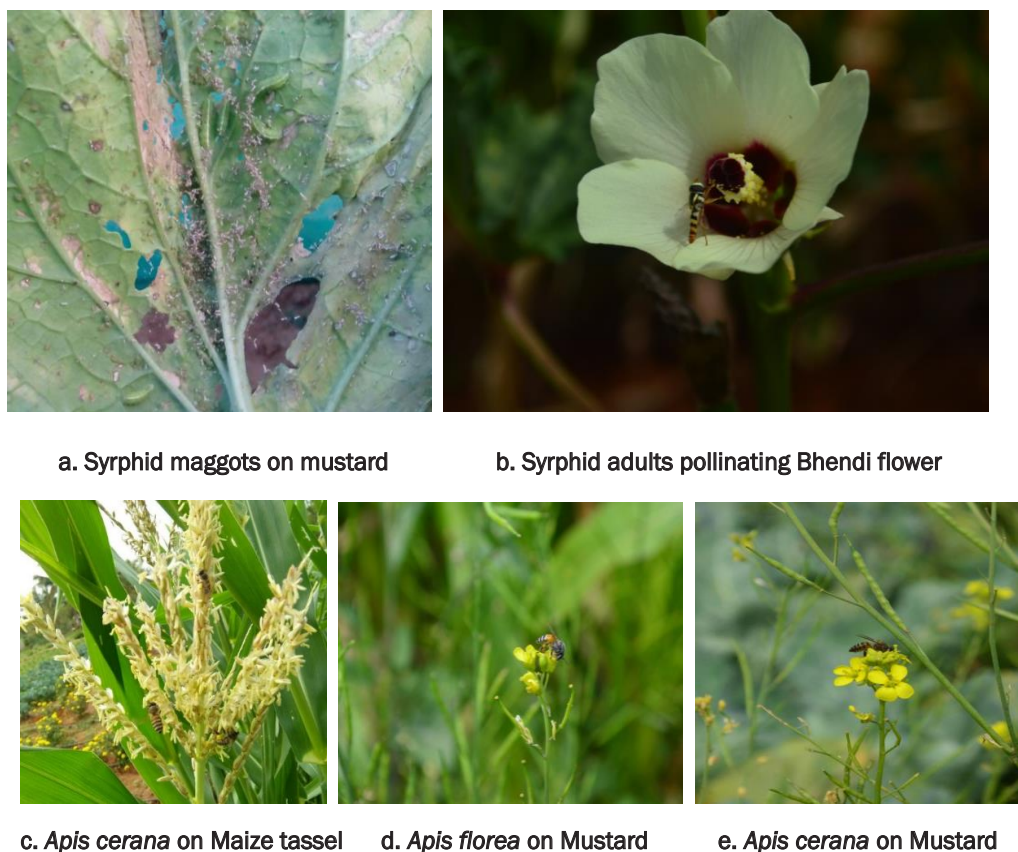 a. Syrphid maggots on mustard
b. Syrphid adults pollinating Bhendi flower
c. Apis cerana on Maize tassel
d. Apis florea on Mustard
e. Apis cerana on Mustard